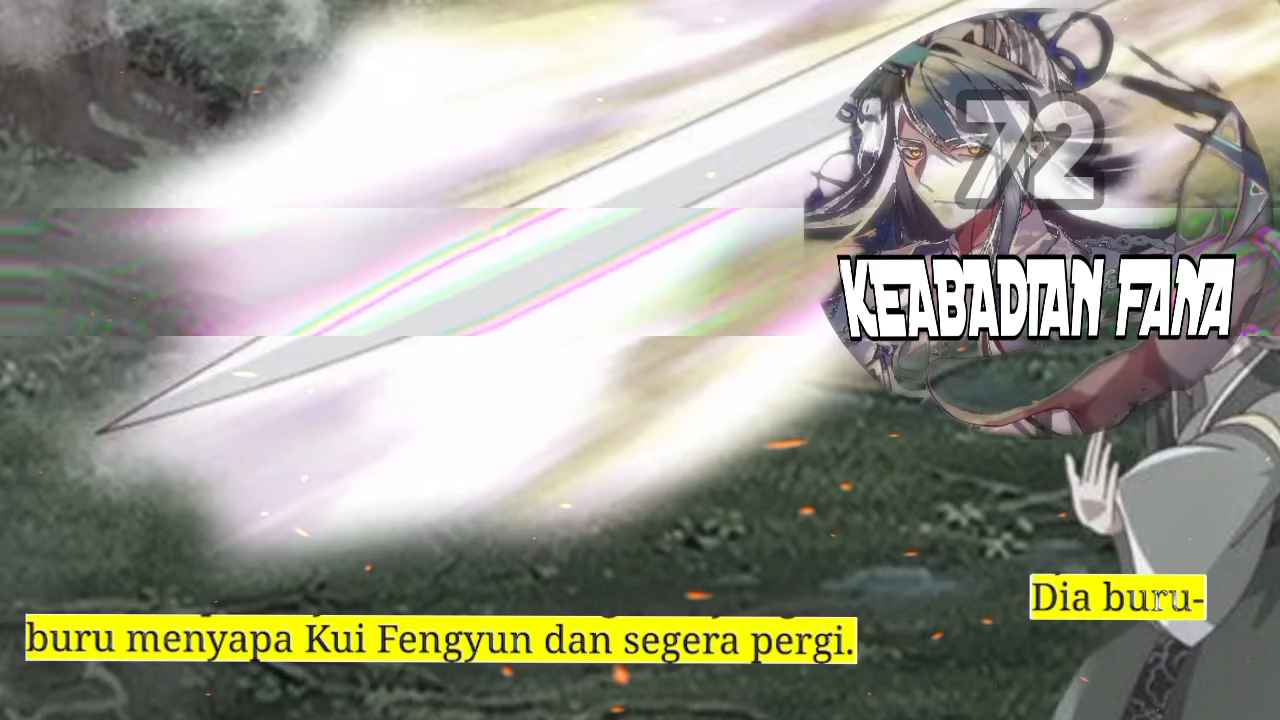 72
KEABADIAN FANA
Dia buru-
buru menyapa Kui Fengyun dan segera pergi.